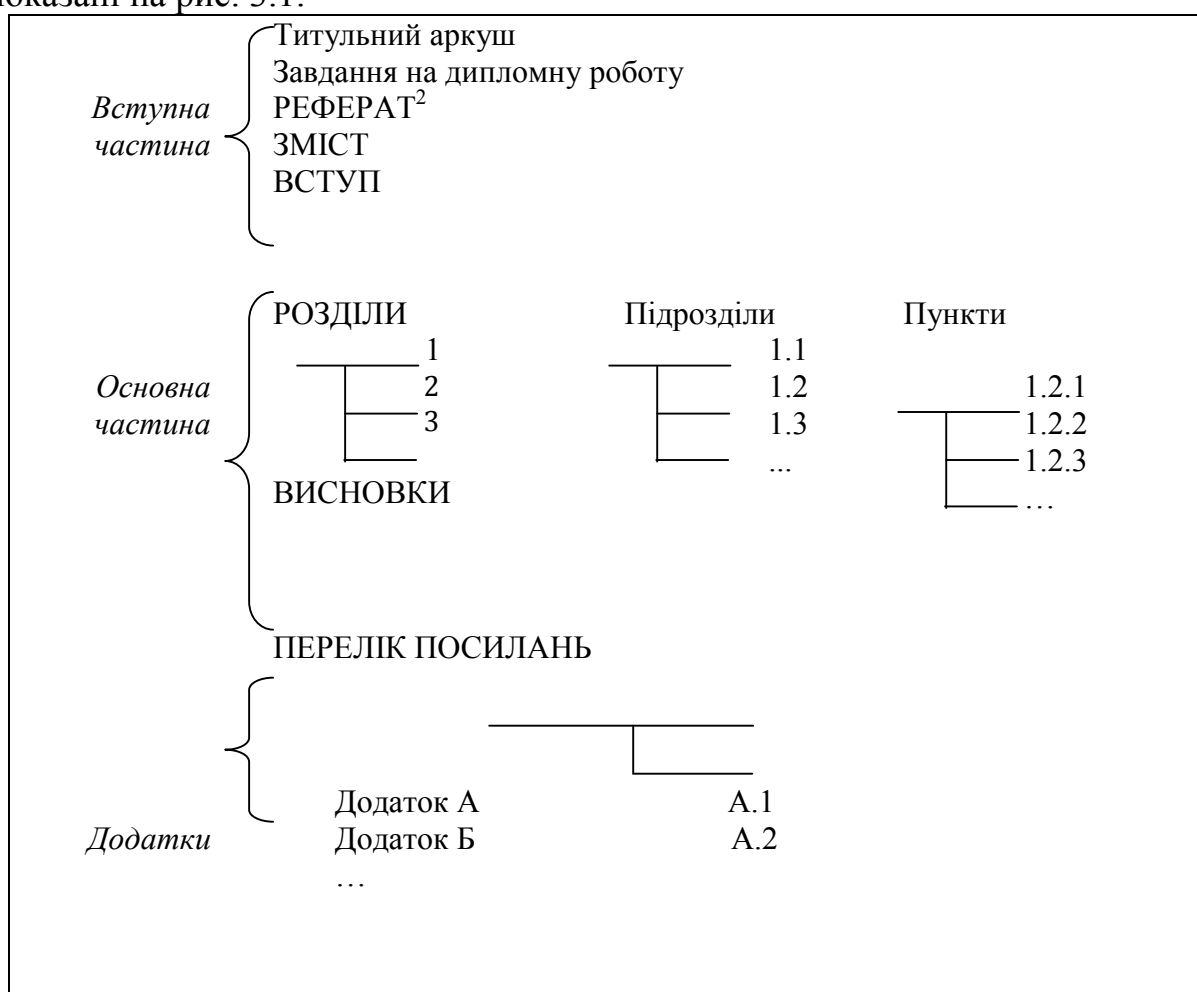 показані на рис. 3.1.
Титульний аркуш
Завдання на дипломну роботу
Вступна РЕФЕРАТ2
частина ЗМІСТ
ВСТУП
РОЗДІЛИ Підрозділи Пункти
1 1.1
Основна 2 1.2 1.2.1
частина 3 1.3 1.2.2
... 1.2.3
ВИСНОВКИ …
ПЕРЕЛІК ПОСИЛАНЬ
Додаток А А.1
Додатки Додаток Б А.2
…